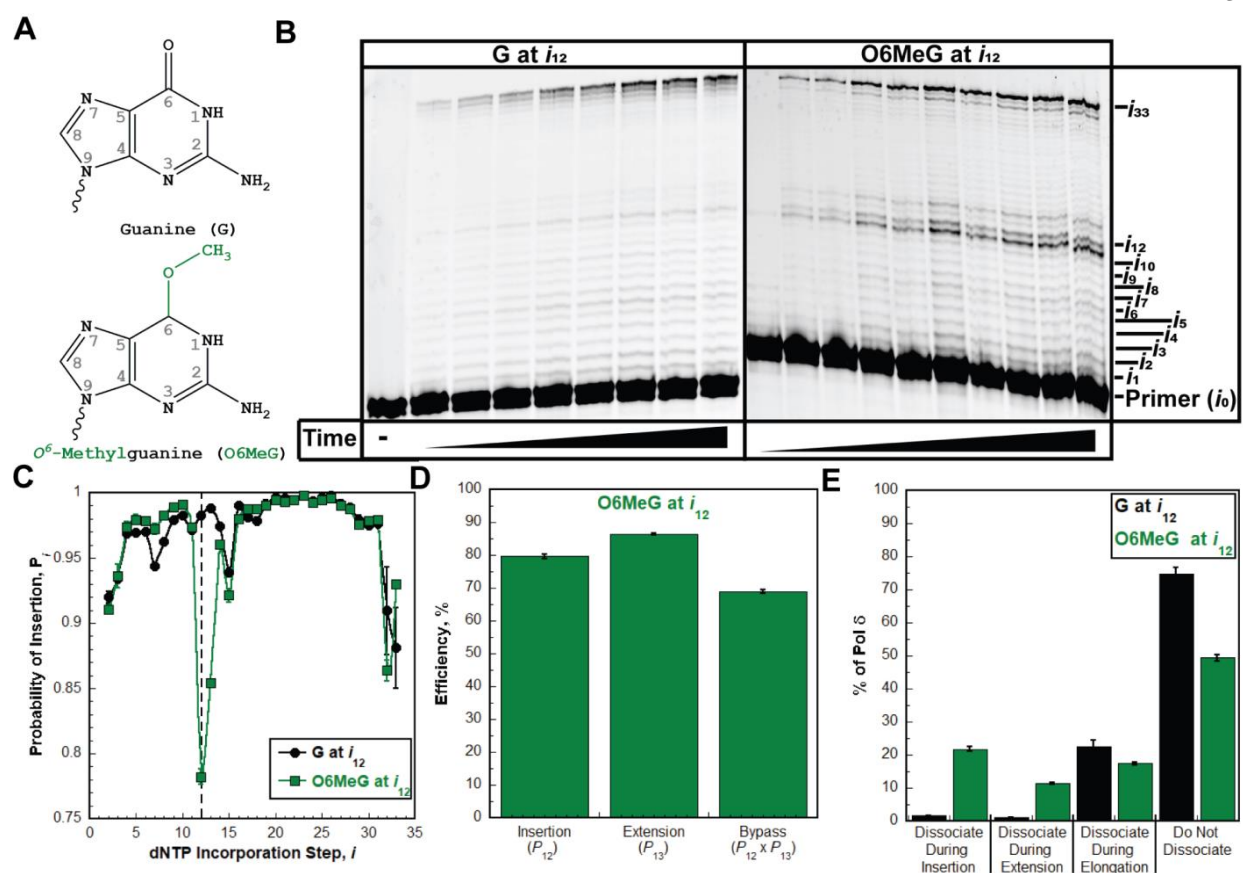 A
O
6
N
7
5
1
NH
8
9
N
4
3
N
2
NH2
Guanine (G)
CH3
O
6
N
7
5
1
NH
8
9
N
4
3
N
2
NH2
O6-Methylguanine (O6MeG)
B
G at i12
O6MeG at i12
i33
i12
i10
i9
i8
i7
i6
i5
i4
i3
i2
i1
Primer (i0)
Time
-
C
Probability of Insertion, Pi
1
0.95
0.9
0.85
0.8
0.75
0 5 10 15 20 25 30 35
dNTP Incorporation Step, i
G at i12
O6MeG at i12
D
O6MeG at i12
Efficiency, %
100
90
80
70
60
50
40
30
20
10
0
Insertion
(P12)
Extension
(P13)
Bypass
(P12 x P13)
E
G at i12
O6MeG at i12
% of Pol δ
100
90
80
70
60
50
40
30
20
10
0
Dissociate
During
Insertion
Dissociate
During
Extension
Dissociate
During
Elongation
Do Not
Dissociate